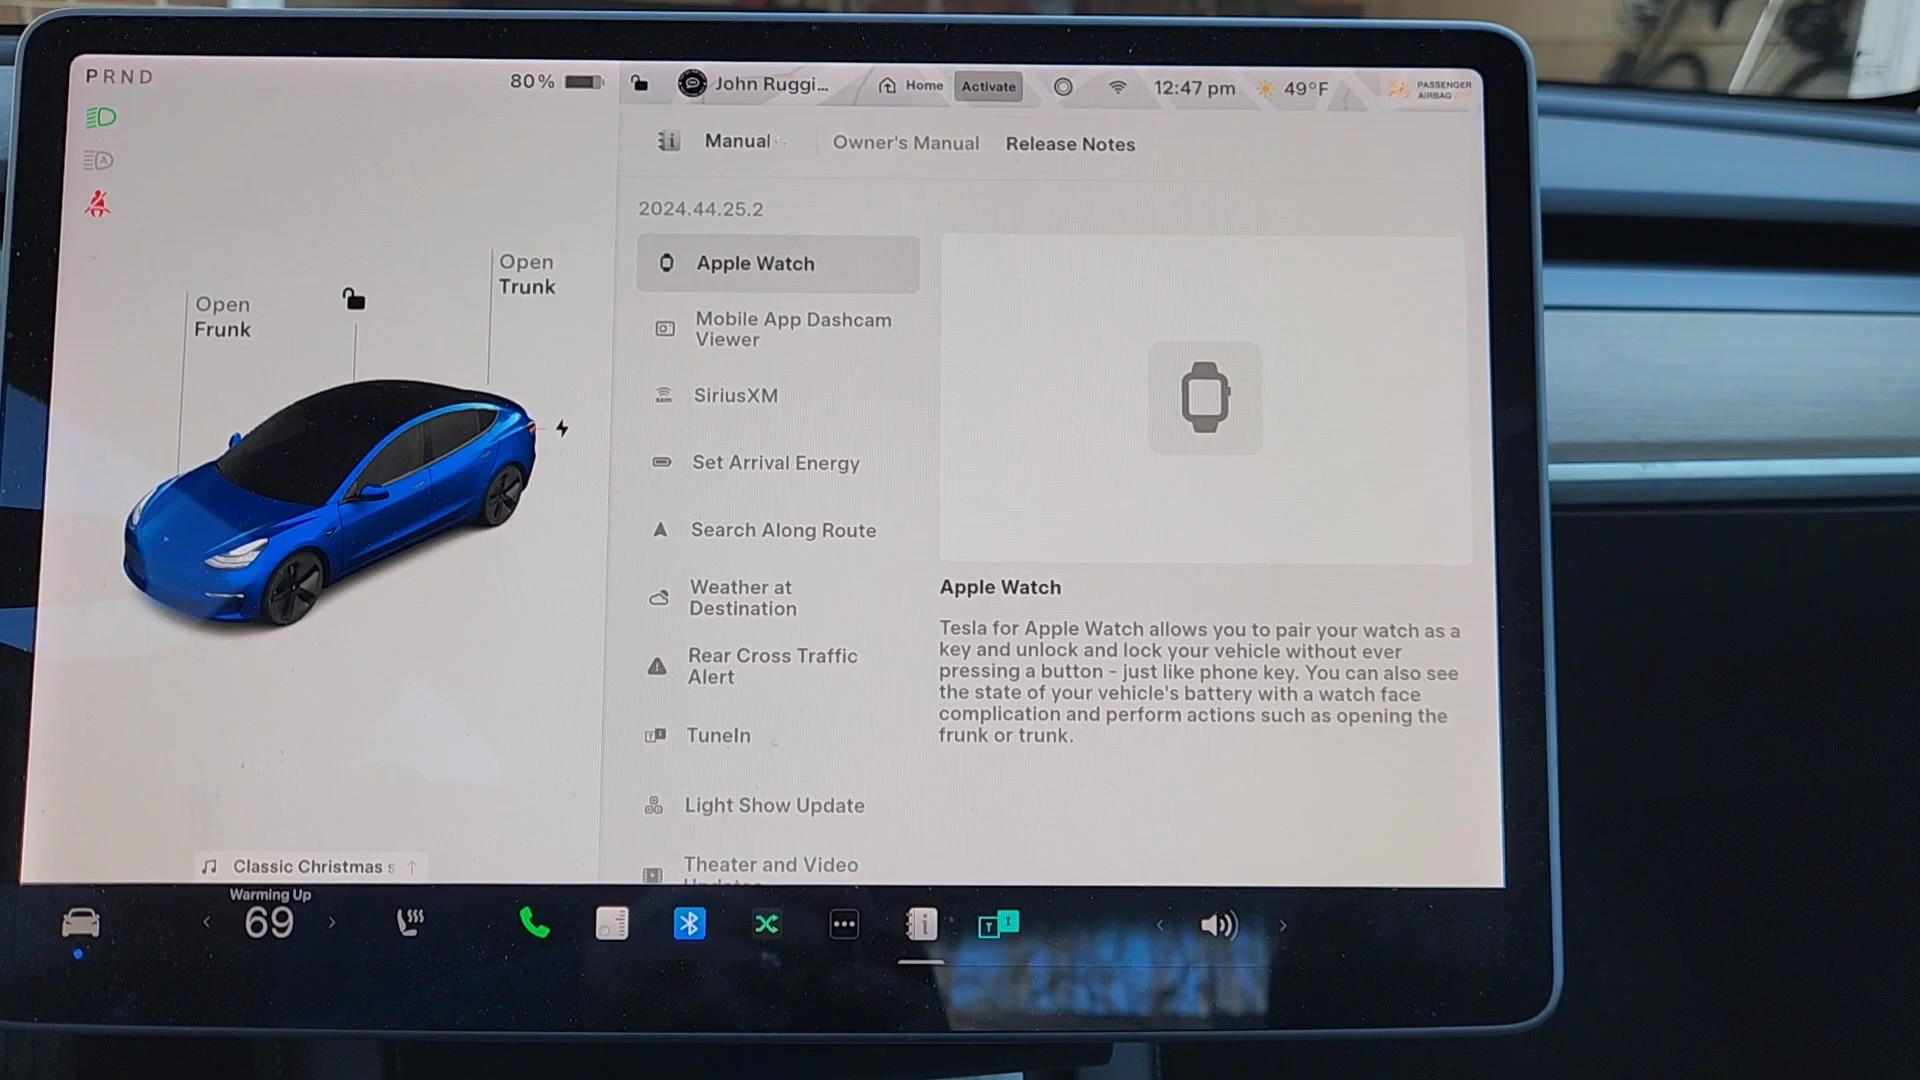 P R N D
80%
John Ruggi...
Home
Activate
12:47 pm
49°F
PASSENGER
AIRBAG OFF
Manual
Owner's Manual
Release Notes
2024.44.25.2
Open
Frunk
Open
Trunk
Apple Watch
Mobile App Dashcam
Viewer
SiriusXM
Set Arrival Energy
Search Along Route
Weather at
Destination
Rear Cross Traffic
Alert
TuneIn
Light Show Update
Theater and Video
Updates
Apple Watch
Tesla for Apple Watch allows you to pair your watch as a
key and unlock and lock your vehicle without ever
pressing a button - just like phone key. You can also see
the state of your vehicle's battery with a watch face
complication and perform actions such as opening the
frunk or trunk.
Classic Christmas s
Warming Up
69